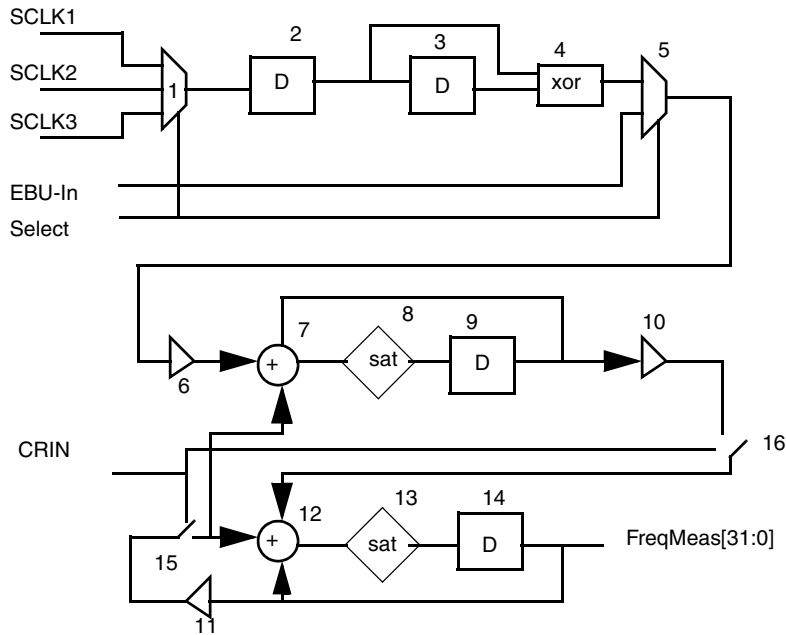 SCLK1
2
3
4
5
D
D
xor
SCLK2
1
SCLK3
EBU-In
Select
7
8
9
10
+
sat
D
6
CRIN
16
12
13
14
+
sat
D
FreqMeas[31:0]
15
11